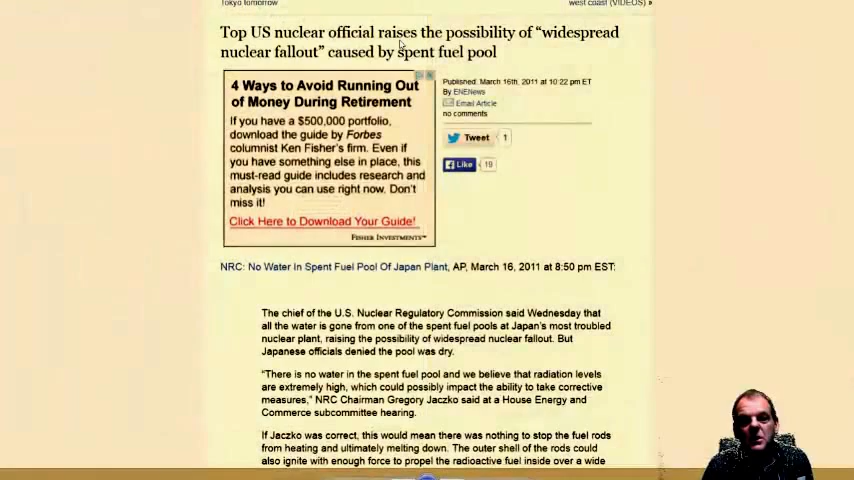 Tokyo tomorrow
west coast (VIDEOS) »
Top US nuclear official raises the possibility of “widespread
nuclear fallout” caused by spent fuel pool
4 Ways to Avoid Running Out
of Money During Retirement
If you have a $500,000 portfolio,
download the guide by Forbes
columnist Ken Fisher's firm. Even if
you have something else in place, this
must-read guide includes research and
analysis you can use right now. Don't
miss it!
Click Here to Download Your Guide!
FISHER INVESTMENTS™
Published: March 16th, 2011 at 10:22 pm ET
By ENENews
Email Article
no comments
Tweet 1
Like 19
NRC: No Water In Spent Fuel Pool Of Japan Plant, AP, March 16, 2011 at 8:50 pm EST:
The chief of the U.S. Nuclear Regulatory Commission said Wednesday that
all the water is gone from one of the spent fuel pools at Japan's most troubled
nuclear plant, raising the possibility of widespread nuclear fallout. But
Japanese officials denied the pool was dry.
“There is no water in the spent fuel pool and we believe that radiation levels
are extremely high, which could possibly impact the ability to take corrective
measures,” NRC Chairman Gregory Jaczko said at a House Energy and
Commerce subcommittee hearing.
If Jaczko was correct, this would mean there was nothing to stop the fuel rods
from heating and ultimately melting down. The outer shell of the rods could
also ignite with enough force to propel the radioactive fuel inside over a wide